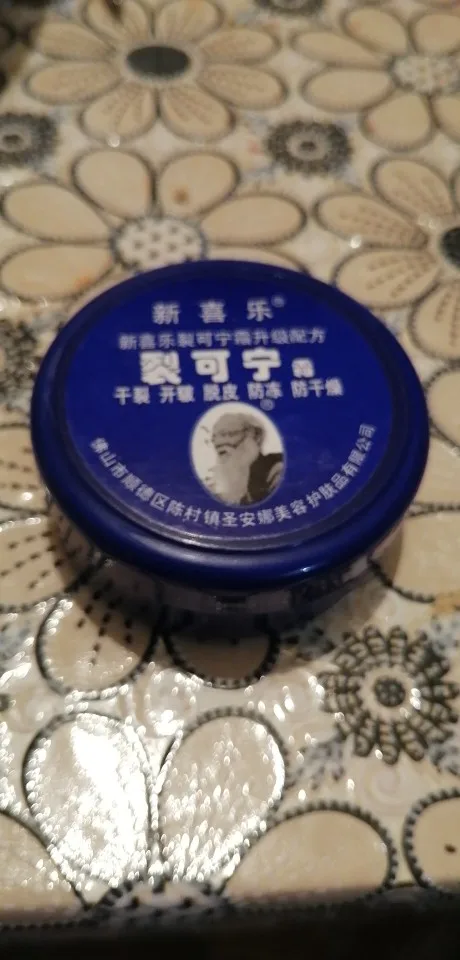 新喜乐®
新喜乐裂可宁霜升级配方
裂可宁霜
干裂 开皲 脱皮 防冻 防干燥
®
佛山市顺德区陈村镇圣安娜美容护肤品有限公司